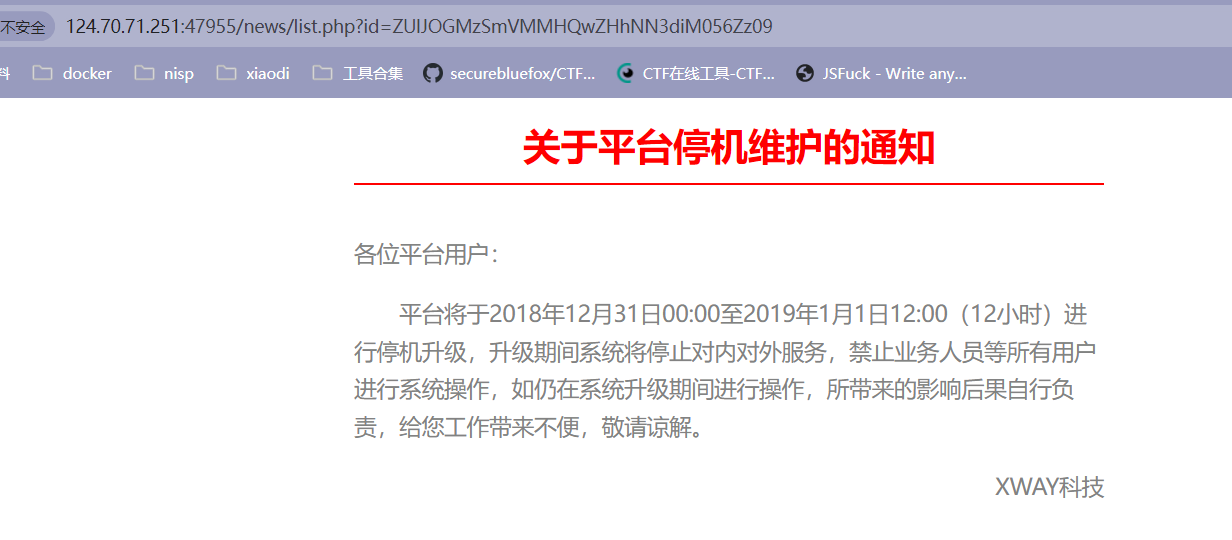 不安全 124.70.71.251:47955/news/list.php?id=ZUlJOGMzSmVMMHQwZHhNN3diM056Zz09
料 docker nisp xiaodi 工具合集 securebluefox/CTF... CTF在线工具-CTF... JSFuck - Write any...
关于平台停机维护的通知
各位平台用户：
平台将于2018年12月31日00:00至2019年1月1日12:00（12小时）进
行停机升级，升级期间系统将停止对内对外服务，禁止业务人员等所有用户
进行系统操作，如仍在系统升级期间进行操作，所带来的影响后果自行负
责，给您工作带来不便，敬请谅解。
XWAY科技